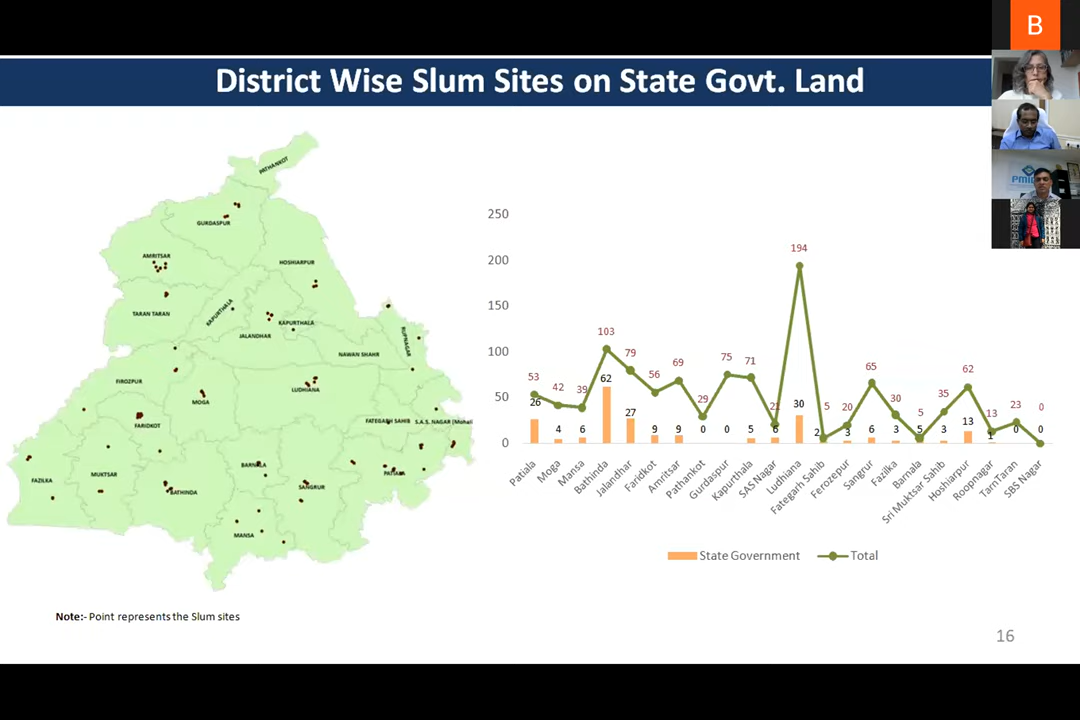 B
District Wise Slum Sites on State Govt. Land
PATHANKOT
GURDASPUR
AMRITSAR
HOSHIARPUR
TARAN TARAN
KAPURTHALA
KAPURTHALA
JALANDHAR
RUPNAGAR
NAWAN SHAHR
FIROZPUR
LUDHIANA
MOGA
FARIDKOT
FATEGARH SAHIB
S.A.S. NAGAR (Mohali
BARNALA
PATIALA
FAZILKA
MUKTSAR
BATHINDA
SANGRUR
MANSA
250
200
150
100
50
0
53 42 39 103 79 56 69 29 75 71 21 194 5 20 65 30 5 35 62 13 23 0
26 4 6 62 27 9 9 0 0 5 6 30 2 3 6 3 5 3 13 1 0 0
Patiala
Moga
Mansa
Bathinda
Jalandhar
Faridkot
Amritsar
Pathankot
Gurdaspur
Kapurthala
SAS Nagar
Ludhiana
Fategarh Sahib
Ferozepur
Sangrur
Fazilka
Barnala
Sri Muktsar Sahib
Hoshiarpur
Roopnagar
TarnTaran
SBS Nagar
State Government
Total
Note:- Point represents the Slum sites
16